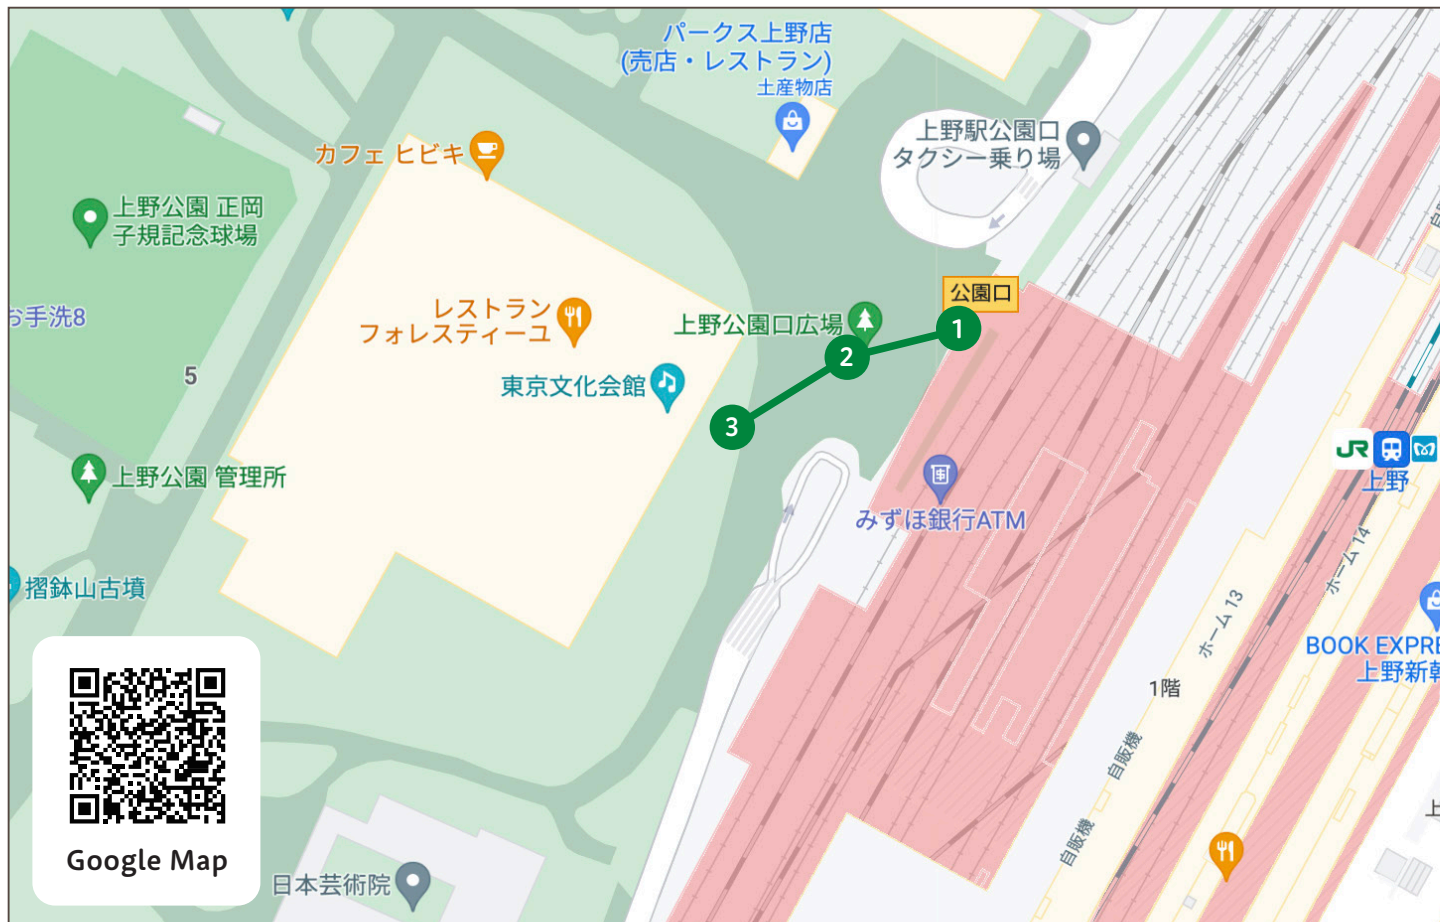 パークス上野店
(売店・レストラン)
土産物店
上野駅公園口
タクシー乗り場
カフェ ヒビキ
上野公園 正岡
子規記念球場
お手洗8
レストラン
フォレスティーユ
上野公園口広場
公園口
1
2
3
5
東京文化会館
上野公園 管理所
摺鉢山古墳
みずほ銀行ATM
JR
上野
ホーム 14
ホーム 13
BOOK EXPRE
上野新幹
1階
自販機
自販機
日本芸術院
Google Map